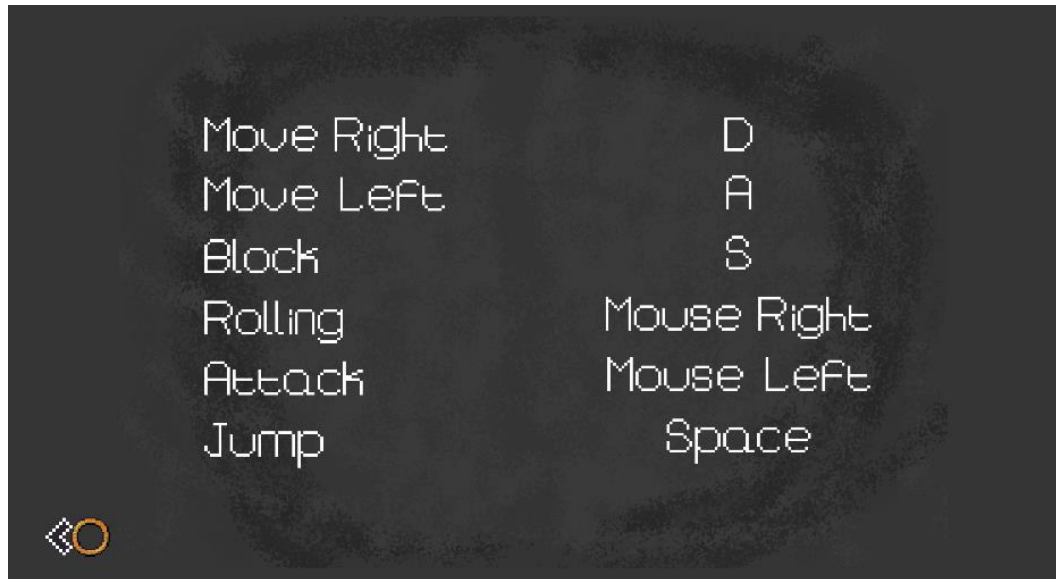 Move Right D
Move Left A
Block S
Rolling Mouse Right
Attack Mouse Left
Jump Space